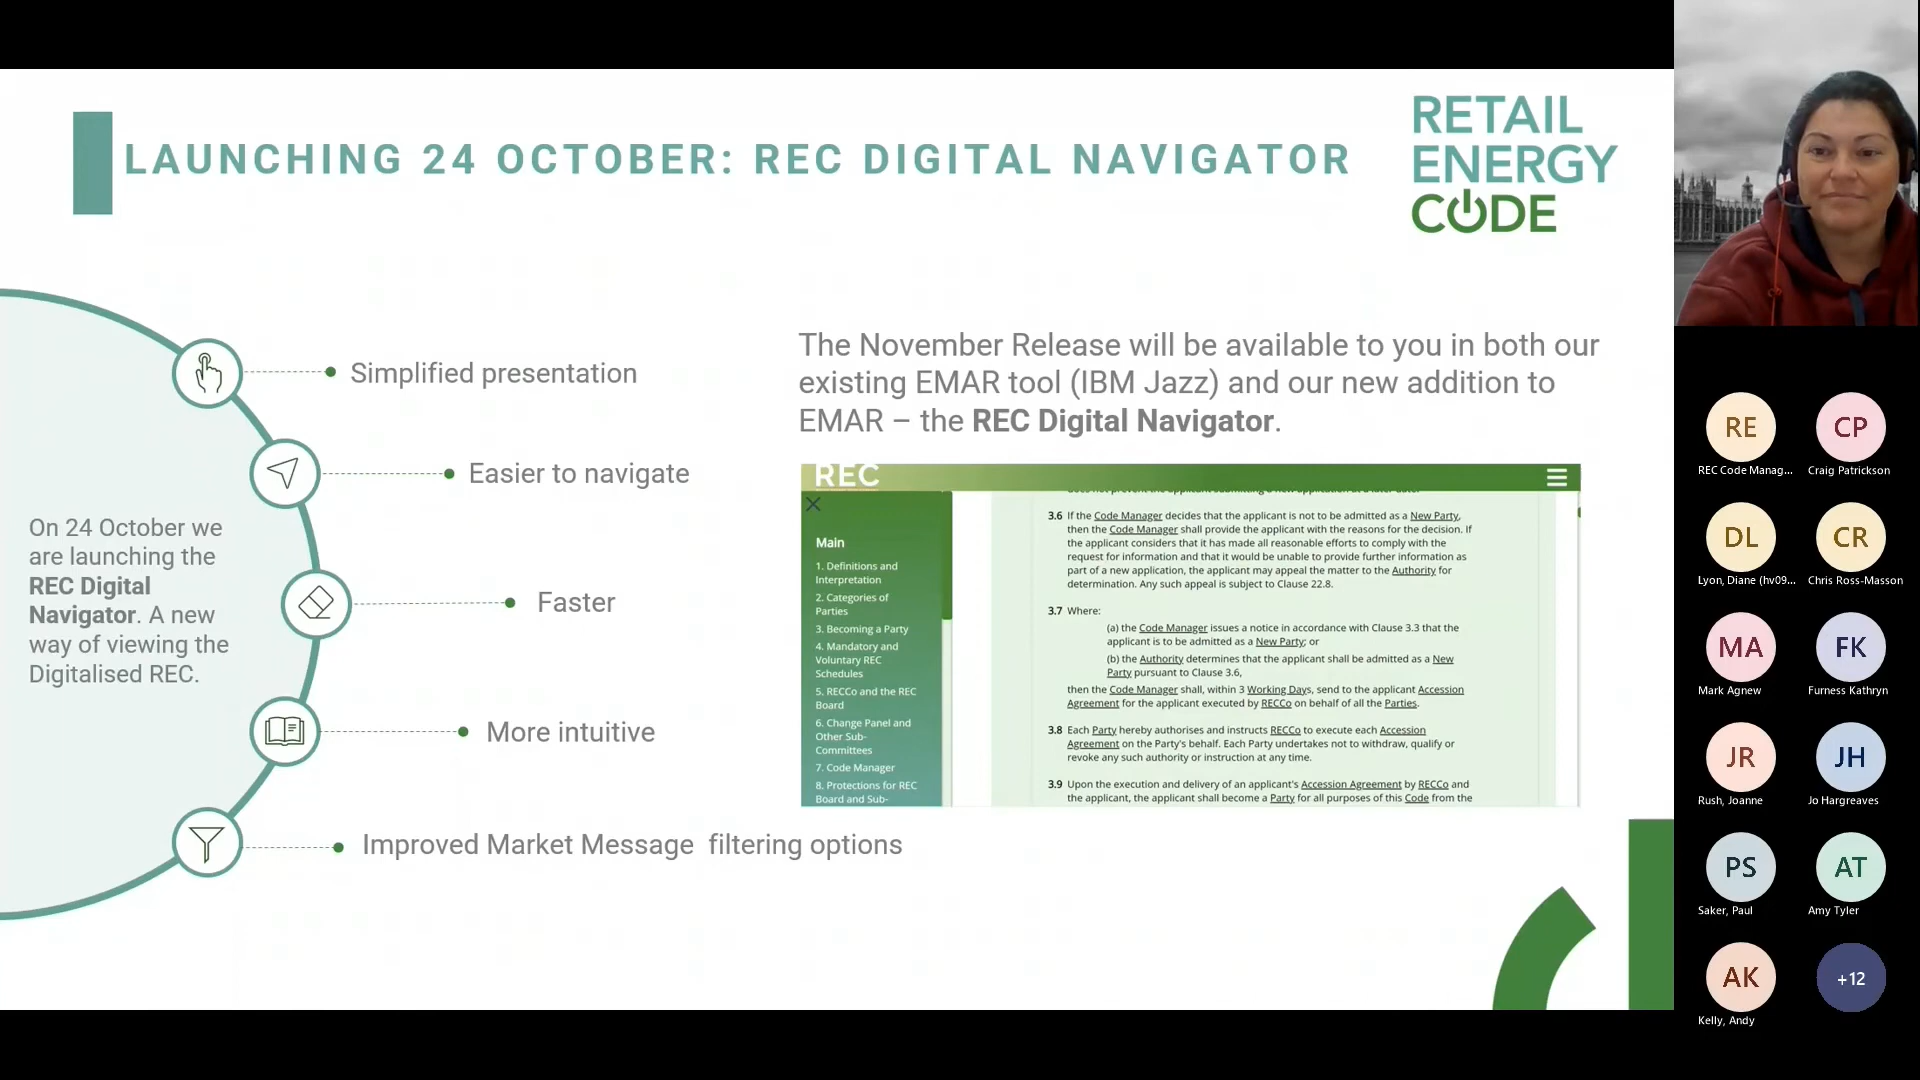 LAUNCHING 24 OCTOBER: REC DIGITAL NAVIGATOR
RETAIL
ENERGY
CODE
On 24 October we
are launching the
REC Digital
Navigator. A new
way of viewing the
Digitalised REC.
Simplified presentation
Easier to navigate
Faster
More intuitive
Improved Market Message filtering options
The November Release will be available to you in both our
existing EMAR tool (IBM Jazz) and our new addition to
EMAR – the REC Digital Navigator.
REC
Main
1. Definitions and
Interpretation
2. Categories of
Parties
3. Becoming a Party
4. Mandatory and
Voluntary REC
Schedules
5. RECCo and the REC
Board
6. Change Panel and
Other Sub-
Committees
7. Code Manager
8. Protections for REC
Board and Sub-
3.6 If the Code Manager decides that the applicant is not to be admitted as a New Party,
then the Code Manager shall provide the applicant with the reasons for the decision. If
the applicant considers that it has made all reasonable efforts to comply with the
request for information and that it would be unable to provide further information as
part of a new application, the applicant may appeal the matter to the Authority for
determination. Any such appeal is subject to Clause 22.8.
3.7 Where:
(a) the Code Manager issues a notice in accordance with Clause 3.3 that the
applicant is to be admitted as a New Party; or
(b) the Authority determines that the applicant shall be admitted as a New
Party pursuant to Clause 3.6,
then the Code Manager shall, within 3 Working Days, send to the applicant Accession
Agreement for the applicant executed by RECCo on behalf of all the Parties.
3.8 Each Party hereby authorises and instructs RECCo to execute each Accession
Agreement on the Party's behalf. Each Party undertakes not to withdraw, qualify or
revoke any such authority or instruction at any time.
3.9 Upon the execution and delivery of an applicant's Accession Agreement by RECCo and
the applicant, the applicant shall become a Party for all purposes of this Code from the
RE
CP
REC Code Manag...
Craig Patrickson
DL
CR
Lyon, Diane (hv09...
Chris Ross-Masson
MA
FK
Mark Agnew
Furness Kathryn
JR
JH
Rush, Joanne
Jo Hargreaves
PS
AT
Saker, Paul
Amy Tyler
AK
+12
Kelly, Andy